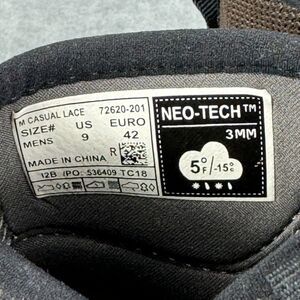 M CASUAL LACE 72620-201
SIZE# US EURO
MENS 9 42
MADE IN CHINA R
12B IPO: 536409 TC18
NEO-TECH™
3MM
5°F/-15°C